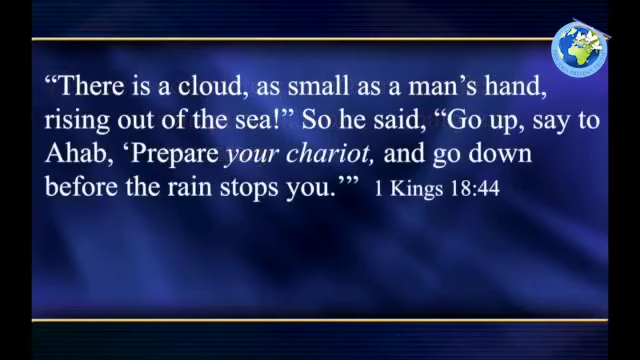 “There is a cloud, as small as a man’s hand,
rising out of the sea!” So he said, “Go up, say to
Ahab, ‘Prepare your chariot, and go down
before the rain stops you.’” 1 Kings 18:44